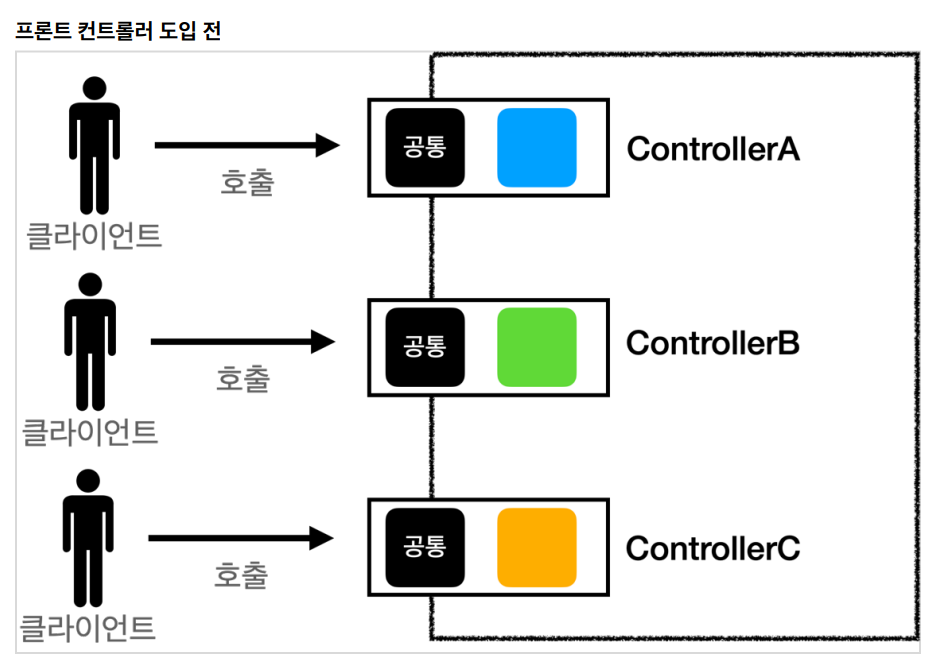 프론트 컨트롤러 도입 전
공통
ControllerA
호출
클라이언트
공통
ControllerB
호출
클라이언트
공통
ControllerC
호출
클라이언트